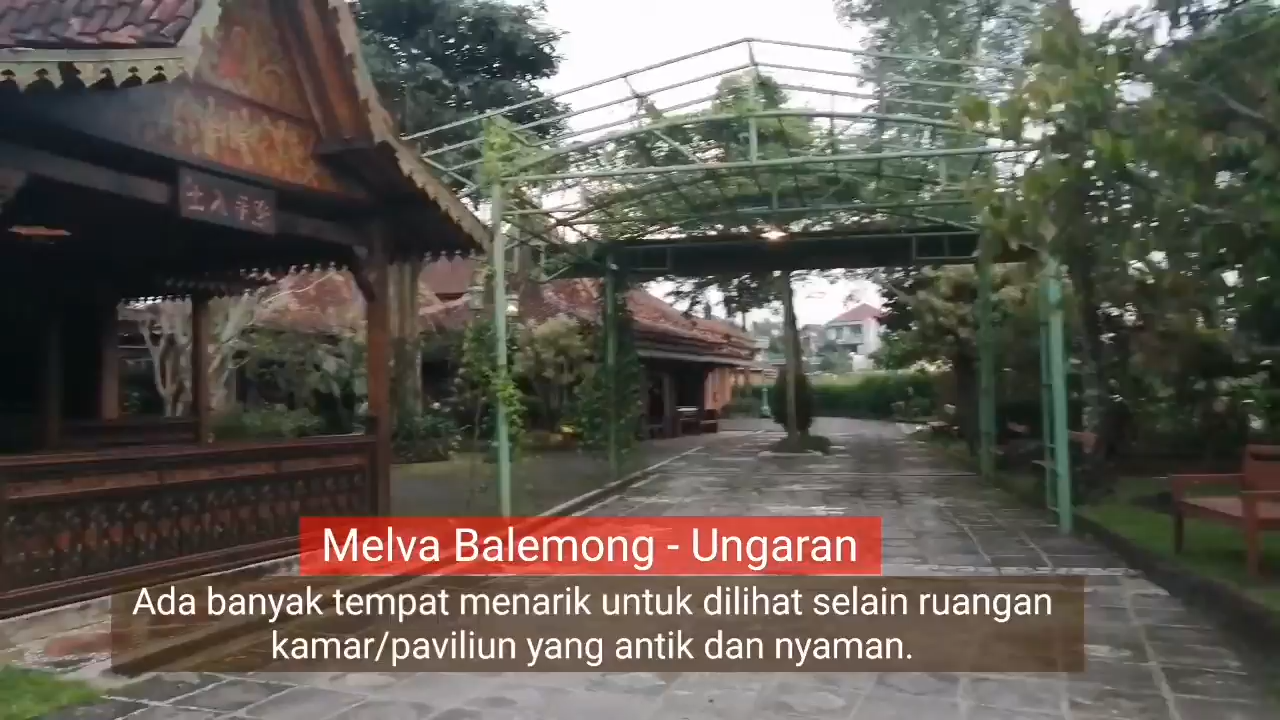 Melva Balemong - Ungaran
Ada banyak tempat menarik untuk dilihat selain ruangan
kamar/paviliun yang antik dan nyaman.